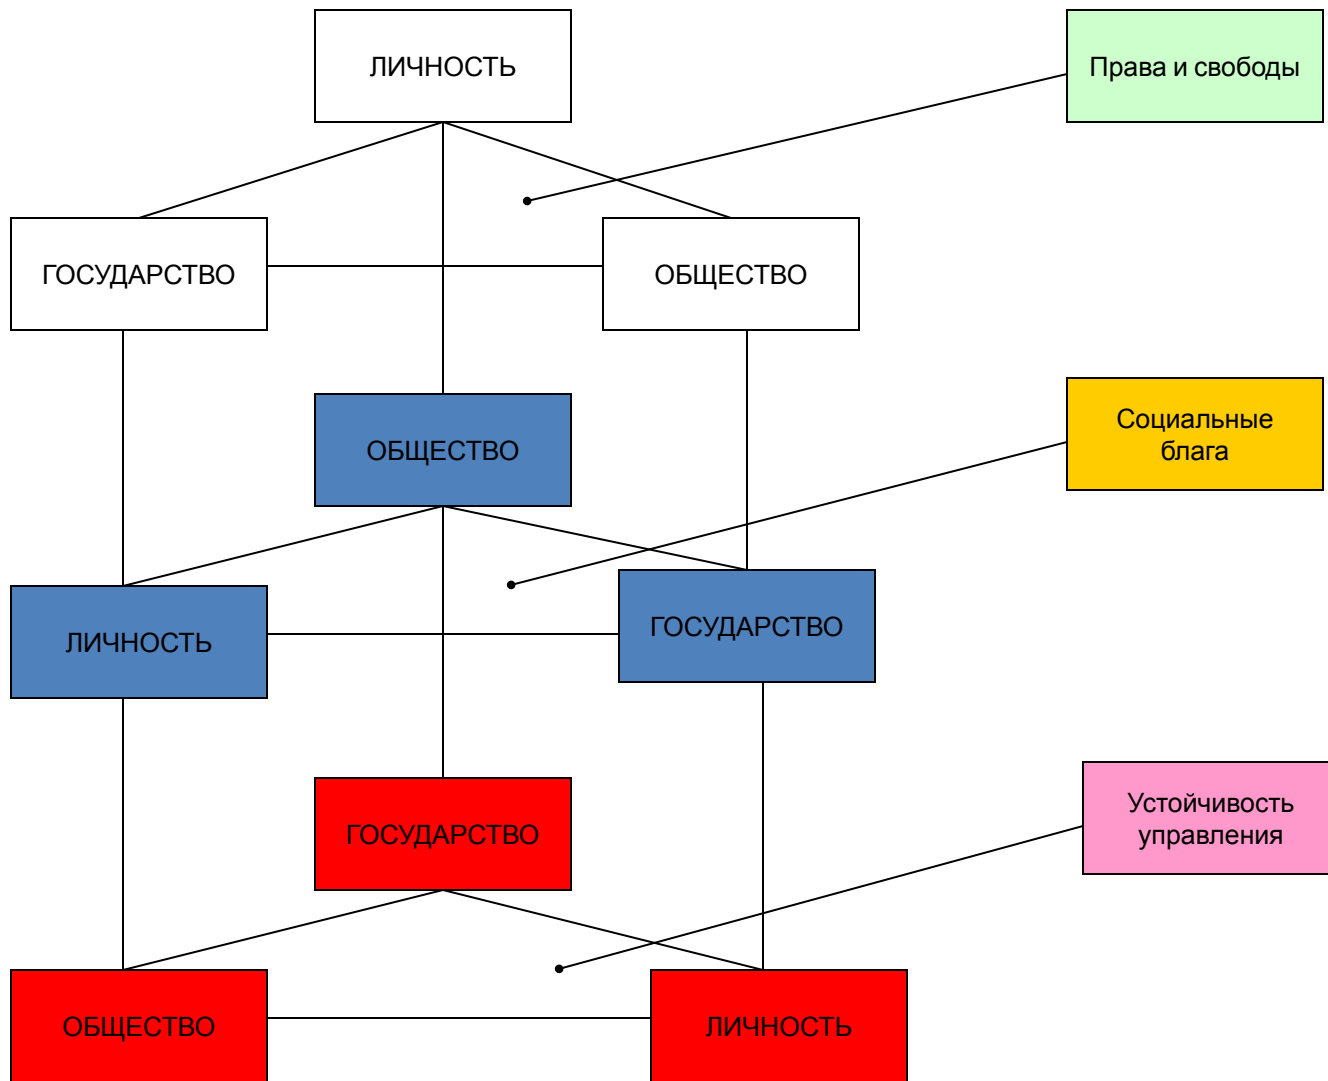 ЛИЧНОСТЬ
Права и свободы
ГОСУДАРСТВО
ОБЩЕСТВО
ОБЩЕСТВО
Социальные
блага
ЛИЧНОСТЬ
ГОСУДАРСТВО
ГОСУДАРСТВО
Устойчивость
управления
ОБЩЕСТВО
ЛИЧНОСТЬ